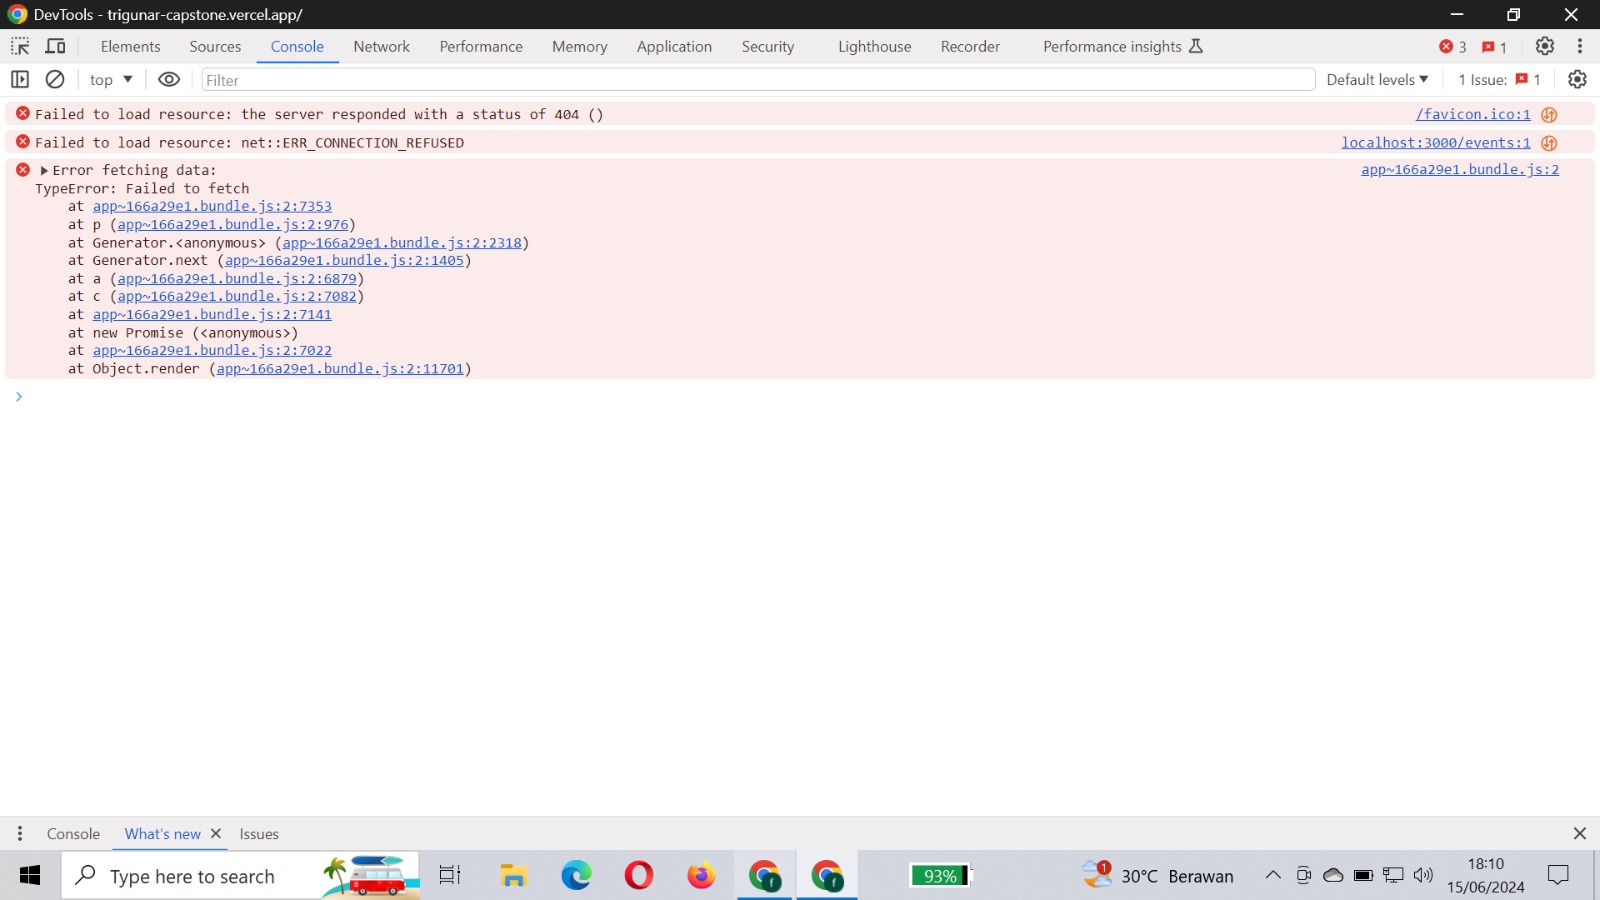 DevTools - trigunar-capstone.vercel.app/
Elements Sources Console Network Performance Memory Application Security Lighthouse Recorder Performance insights 3 1
top Filter Default levels 1 Issue: 1
Failed to load resource: the server responded with a status of 404 () /favicon.ico:1
Failed to load resource: net::ERR_CONNECTION_REFUSED localhost:3000/events:1
Error fetching data: app~166a29e1.bundle.js:2
TypeError: Failed to fetch
at app~166a29e1.bundle.js:2:7353
at p (app~166a29e1.bundle.js:2:976)
at Generator.<anonymous> (app~166a29e1.bundle.js:2:2318)
at Generator.next (app~166a29e1.bundle.js:2:1405)
at a (app~166a29e1.bundle.js:2:6879)
at c (app~166a29e1.bundle.js:2:7082)
at app~166a29e1.bundle.js:2:7141
at new Promise (<anonymous>)
at app~166a29e1.bundle.js:2:7022
at Object.render (app~166a29e1.bundle.js:2:11701)
Console What's new Issues
Type here to search f f 93% 1 30°C Berawan 18:10
15/06/2024